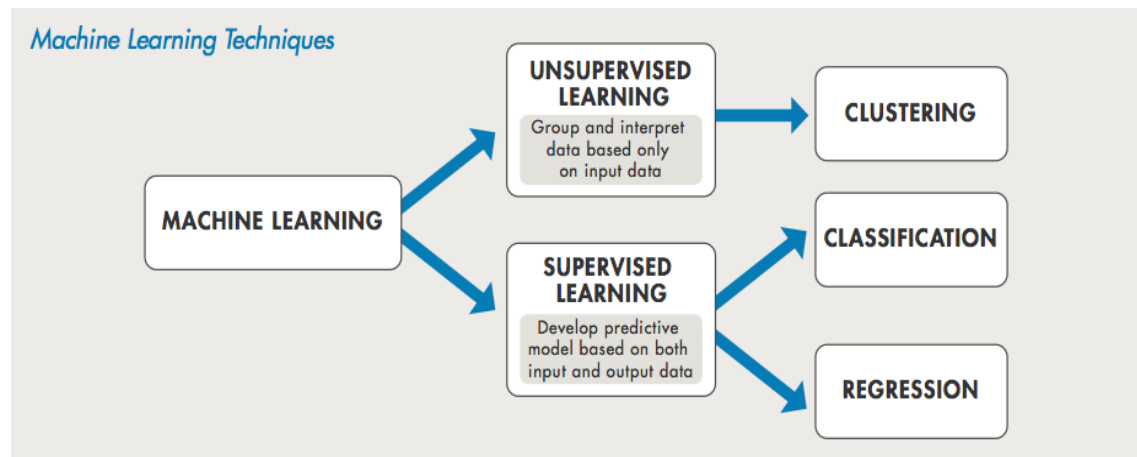 Machine Learning Techniques
MACHINE LEARNING
UNSUPERVISED
LEARNING
Group and interpret
data based only
on input data
CLUSTERING
SUPERVISED
LEARNING
Develop predictive
model based on both
input and output data
CLASSIFICATION
REGRESSION